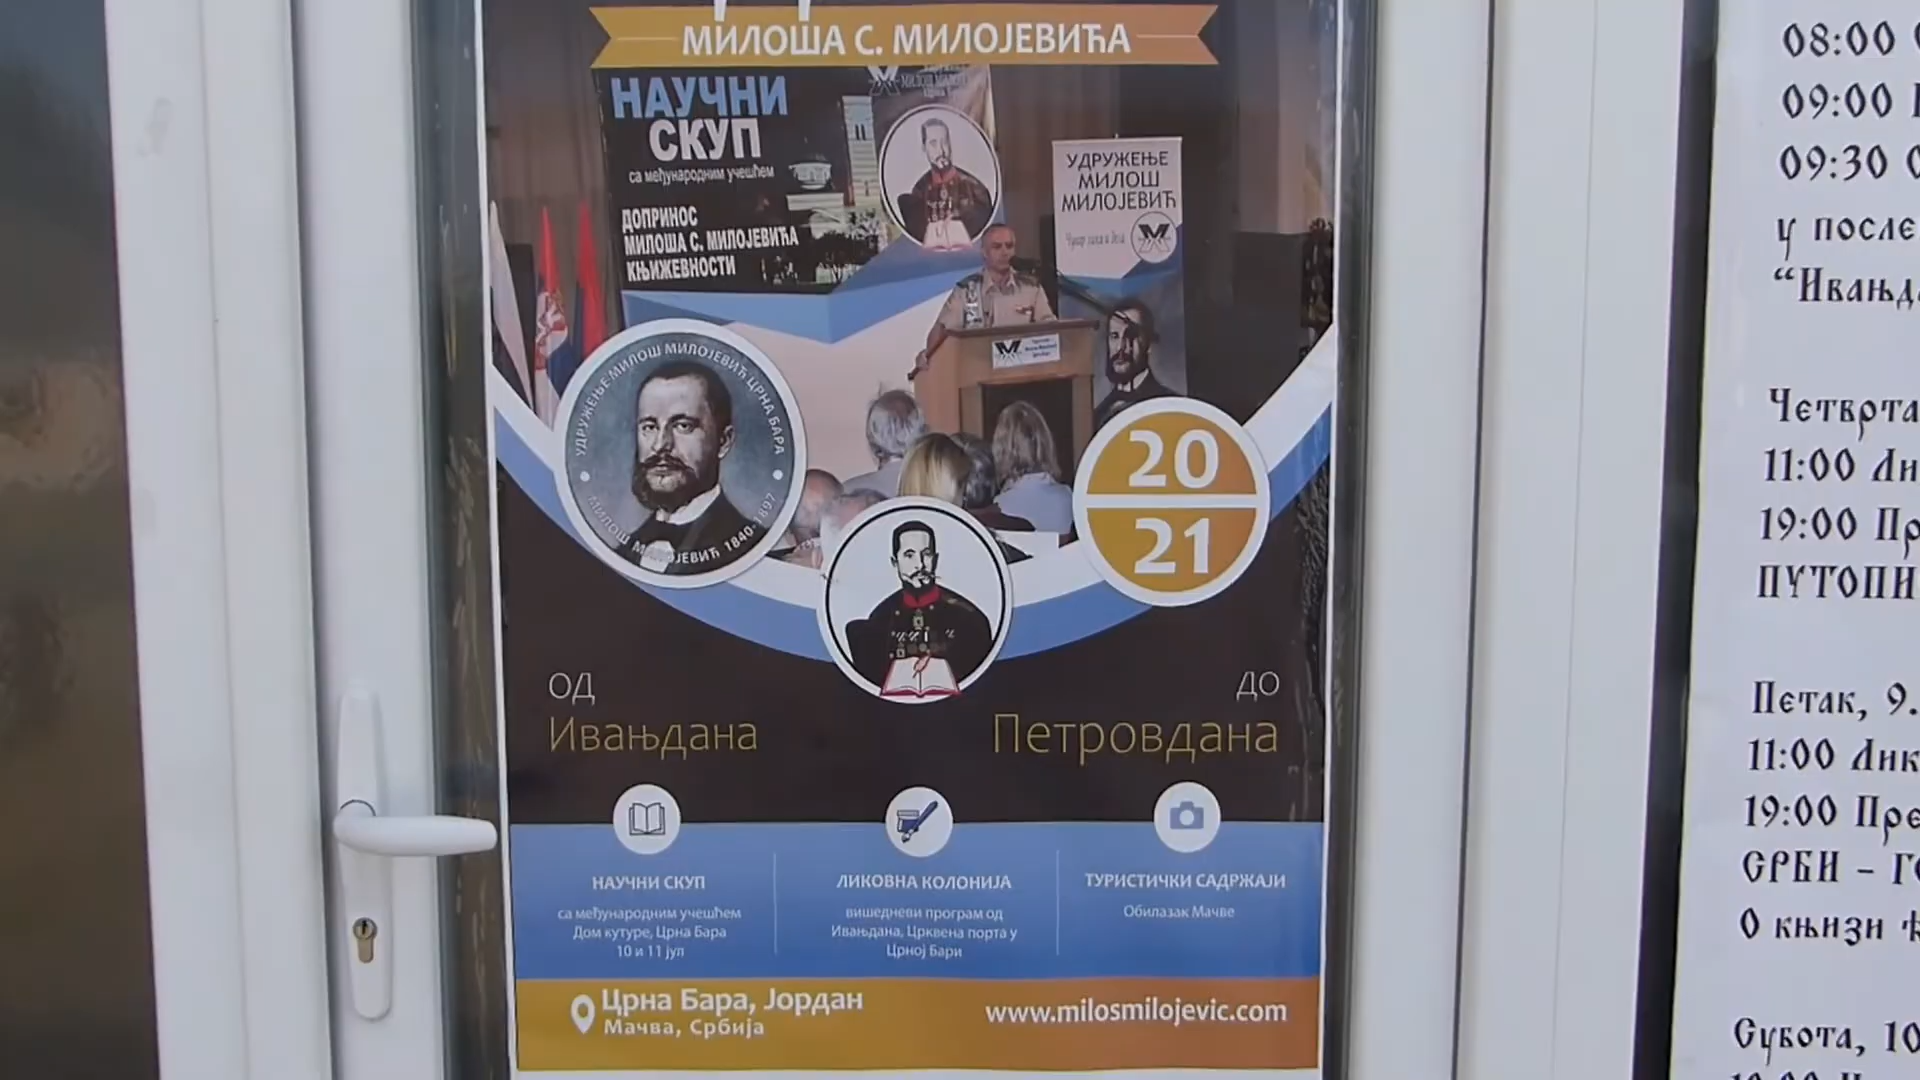 МИЛОША С. МИЛОЈЕВИЋА
НАУЧНИ
СКУП
са међународним учешћем
ДОПРИНОС
МИЛОША С. МИЛОЈЕВИЋА
КЊИЖЕВНОСТИ
УДРУЖЕЊЕ
МИЛОШ
МИЛОЈЕВИЋ
УДРУЖЕЊЕ МИЛОШ МИЛОЈЕВИЋ ЦРНА БАРА
МИЛОШ МИЛОЈЕВИЋ 1840-1897
20
21
од
Ивањдана
до
Петровдана
НАУЧНИ СКУП
са међународним учешћем
Дом кутуре, Црна Бара
10 и 11 јул
ЛИКОВНА КОЛОНИЈА
вишедневи програм од
Ивањдана, Црквена порта у
Црној Бари
ТУРИСТИЧКИ САДРЖАЈИ
Обилазак Мачве
Црна Бара, Јордан
Мачва, Србија
www.milosmilojevic.com
08:00
09:00
09:30
у после
“Ивањда
Четврта
11:00 Ли
19:00 Пр
ПУТОПИ
Петак, 9.
11:00 Лик
19:00 Пре
СРБИ – Г
О књизи
Субота, 10